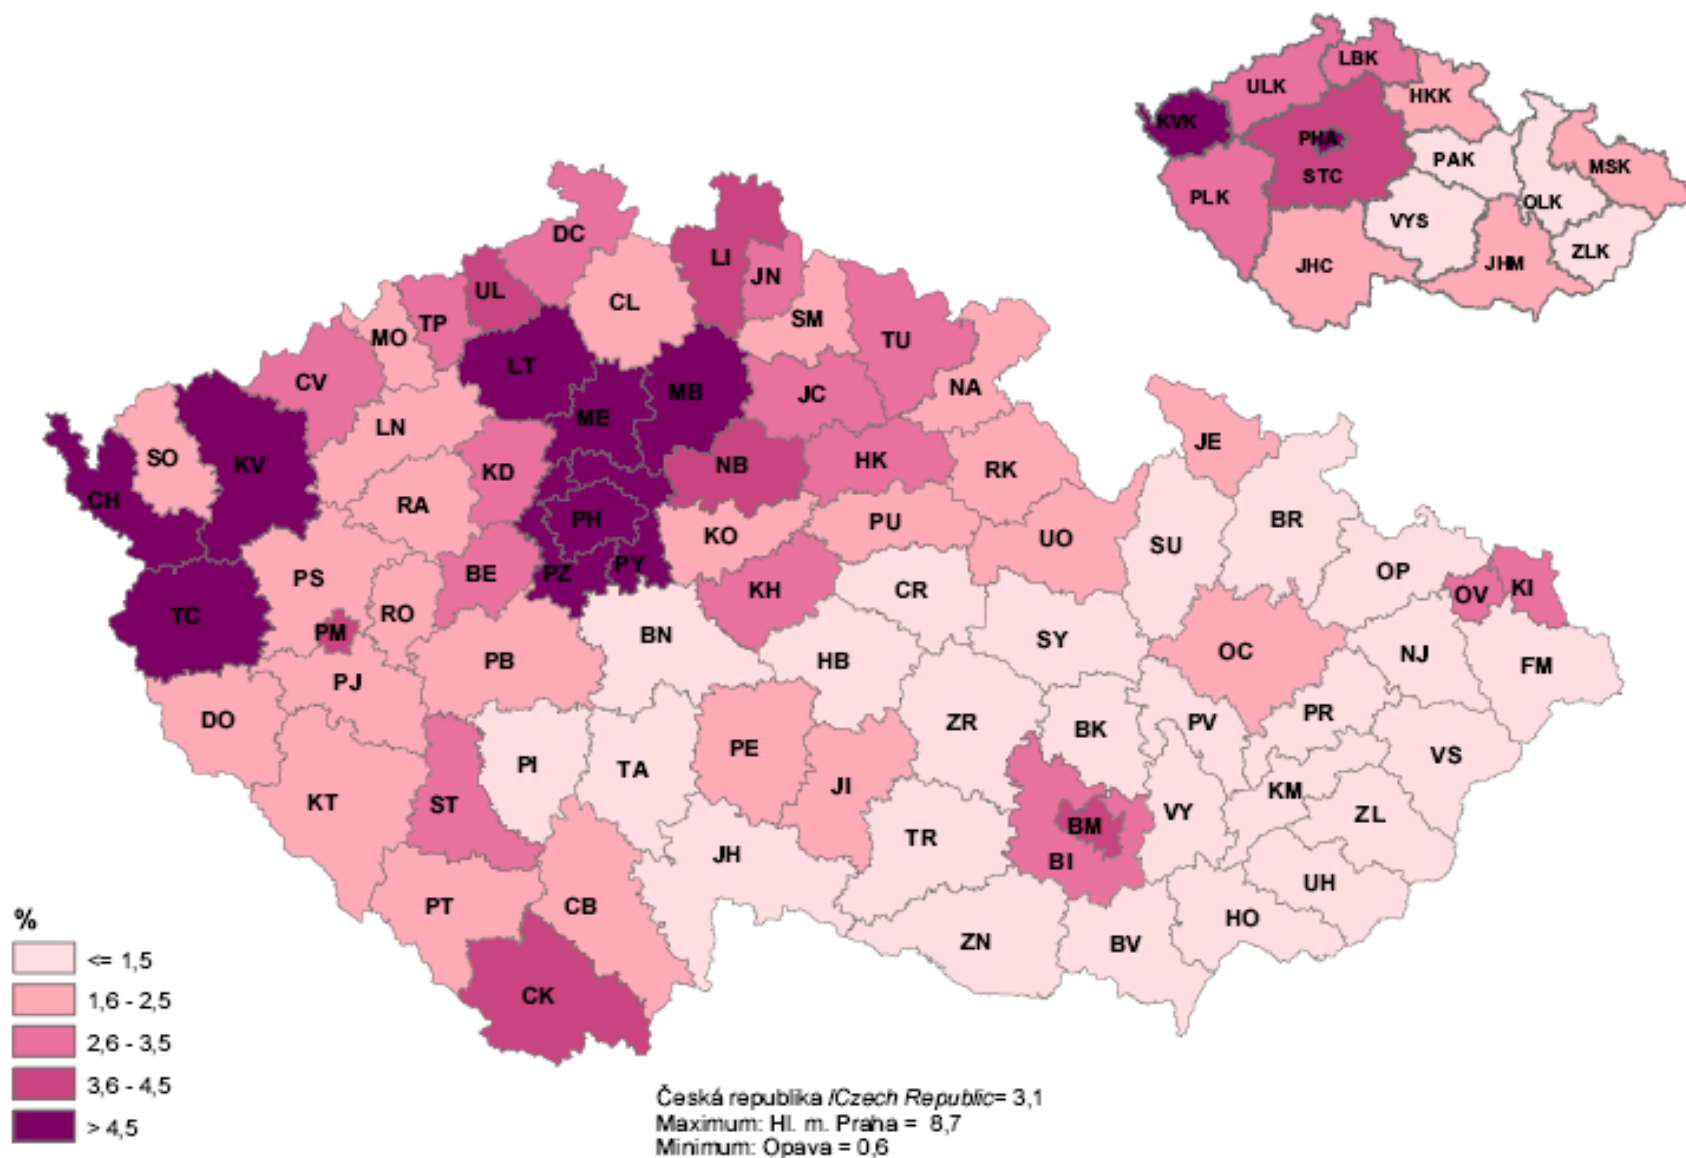 LBK
ULK
HKK
KVK
PHA
PAK
MSK
STC
PLK
OLK
VYS
ZLK
JHC
JHM
DC
LI
JN
UL
CL
SM
TP
MO
TU
LT
CV
MB
JC
NA
ME
LN
JE
SO
KV
KD
NB
HK
RK
CH
RA
PH
KO
PU
UO
SU
BR
PS
BE
PZ
PY
KH
CR
OP
OV
KI
TC
RO
PM
BN
SY
PB
HB
OC
NJ
FM
PJ
DO
ZR
BK
PV
PR
PI
TA
PE
JI
VS
KT
ST
KM
VY
ZL
BM
TR
JH
BI
UH
PT
CB
HO
ZN
BV
CK
%
<= 1,5
1,6 - 2,5
2,6 - 3,5
3,6 - 4,5
> 4,5
Česká republika /Czech Republic= 3,1
Maximum: Hl. m. Praha = 8,7
Minimum: Opava = 0,6